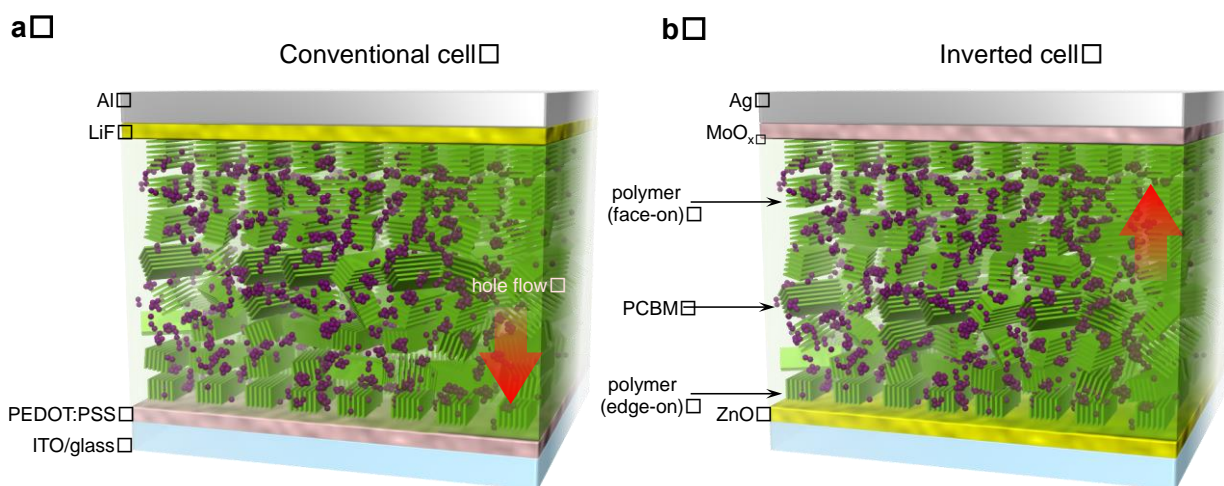 a□
b□
Conventional cell□
Inverted cell□
Al□
LiF□
PEDOT:PSS□
ITO/glass□
hole flow□
Ag□
MoOₓ□
polymer
(face-on)□
PCBM□
polymer
(edge-on)□
ZnO□